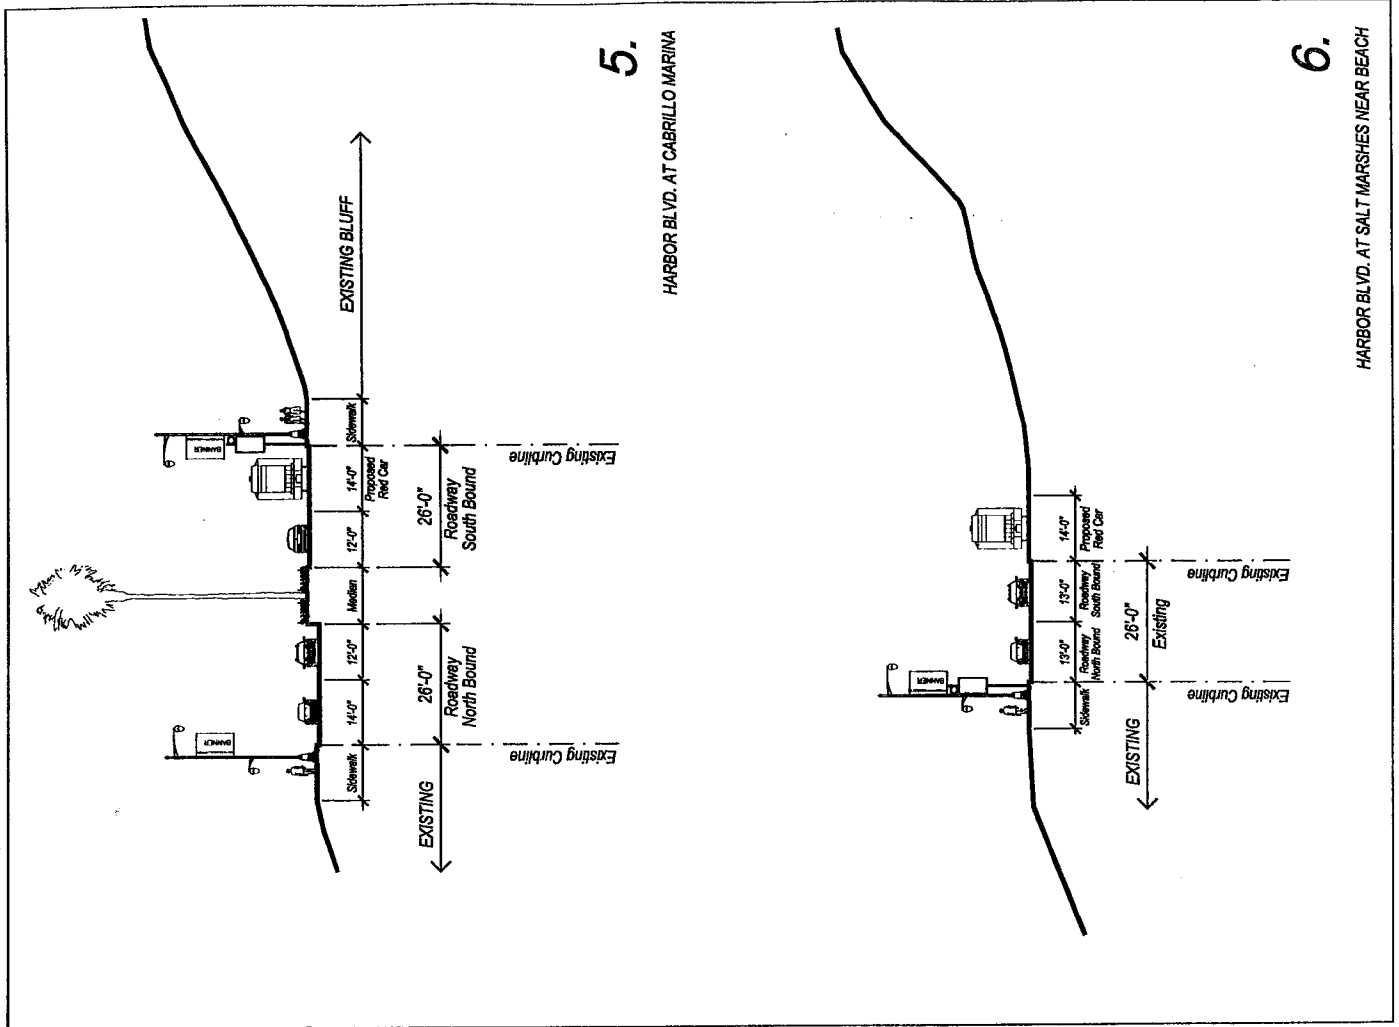 BANNER
BANNER
Sidewalk
14'-0"
12'-0"
Median
12'-0"
14'-0"
Proposed
Red Car
Sidewalk
EXISTING
26'-0"
Roadway
North Bound
26'-0"
Roadway
South Bound
EXISTING BLUFF
Existing Curbline
Existing Curbline
5.
HARBOR BLVD. AT CABRILLO MARINA
BANNER
Sidewalk
13'-0"
Roadway
North Bound
13'-0"
Roadway
South Bound
14'-0"
Proposed
Red Car
EXISTING
26'-0"
Existing
Existing Curbline
Existing Curbline
6.
HARBOR BLVD. AT SALT MARSHES NEAR BEACH